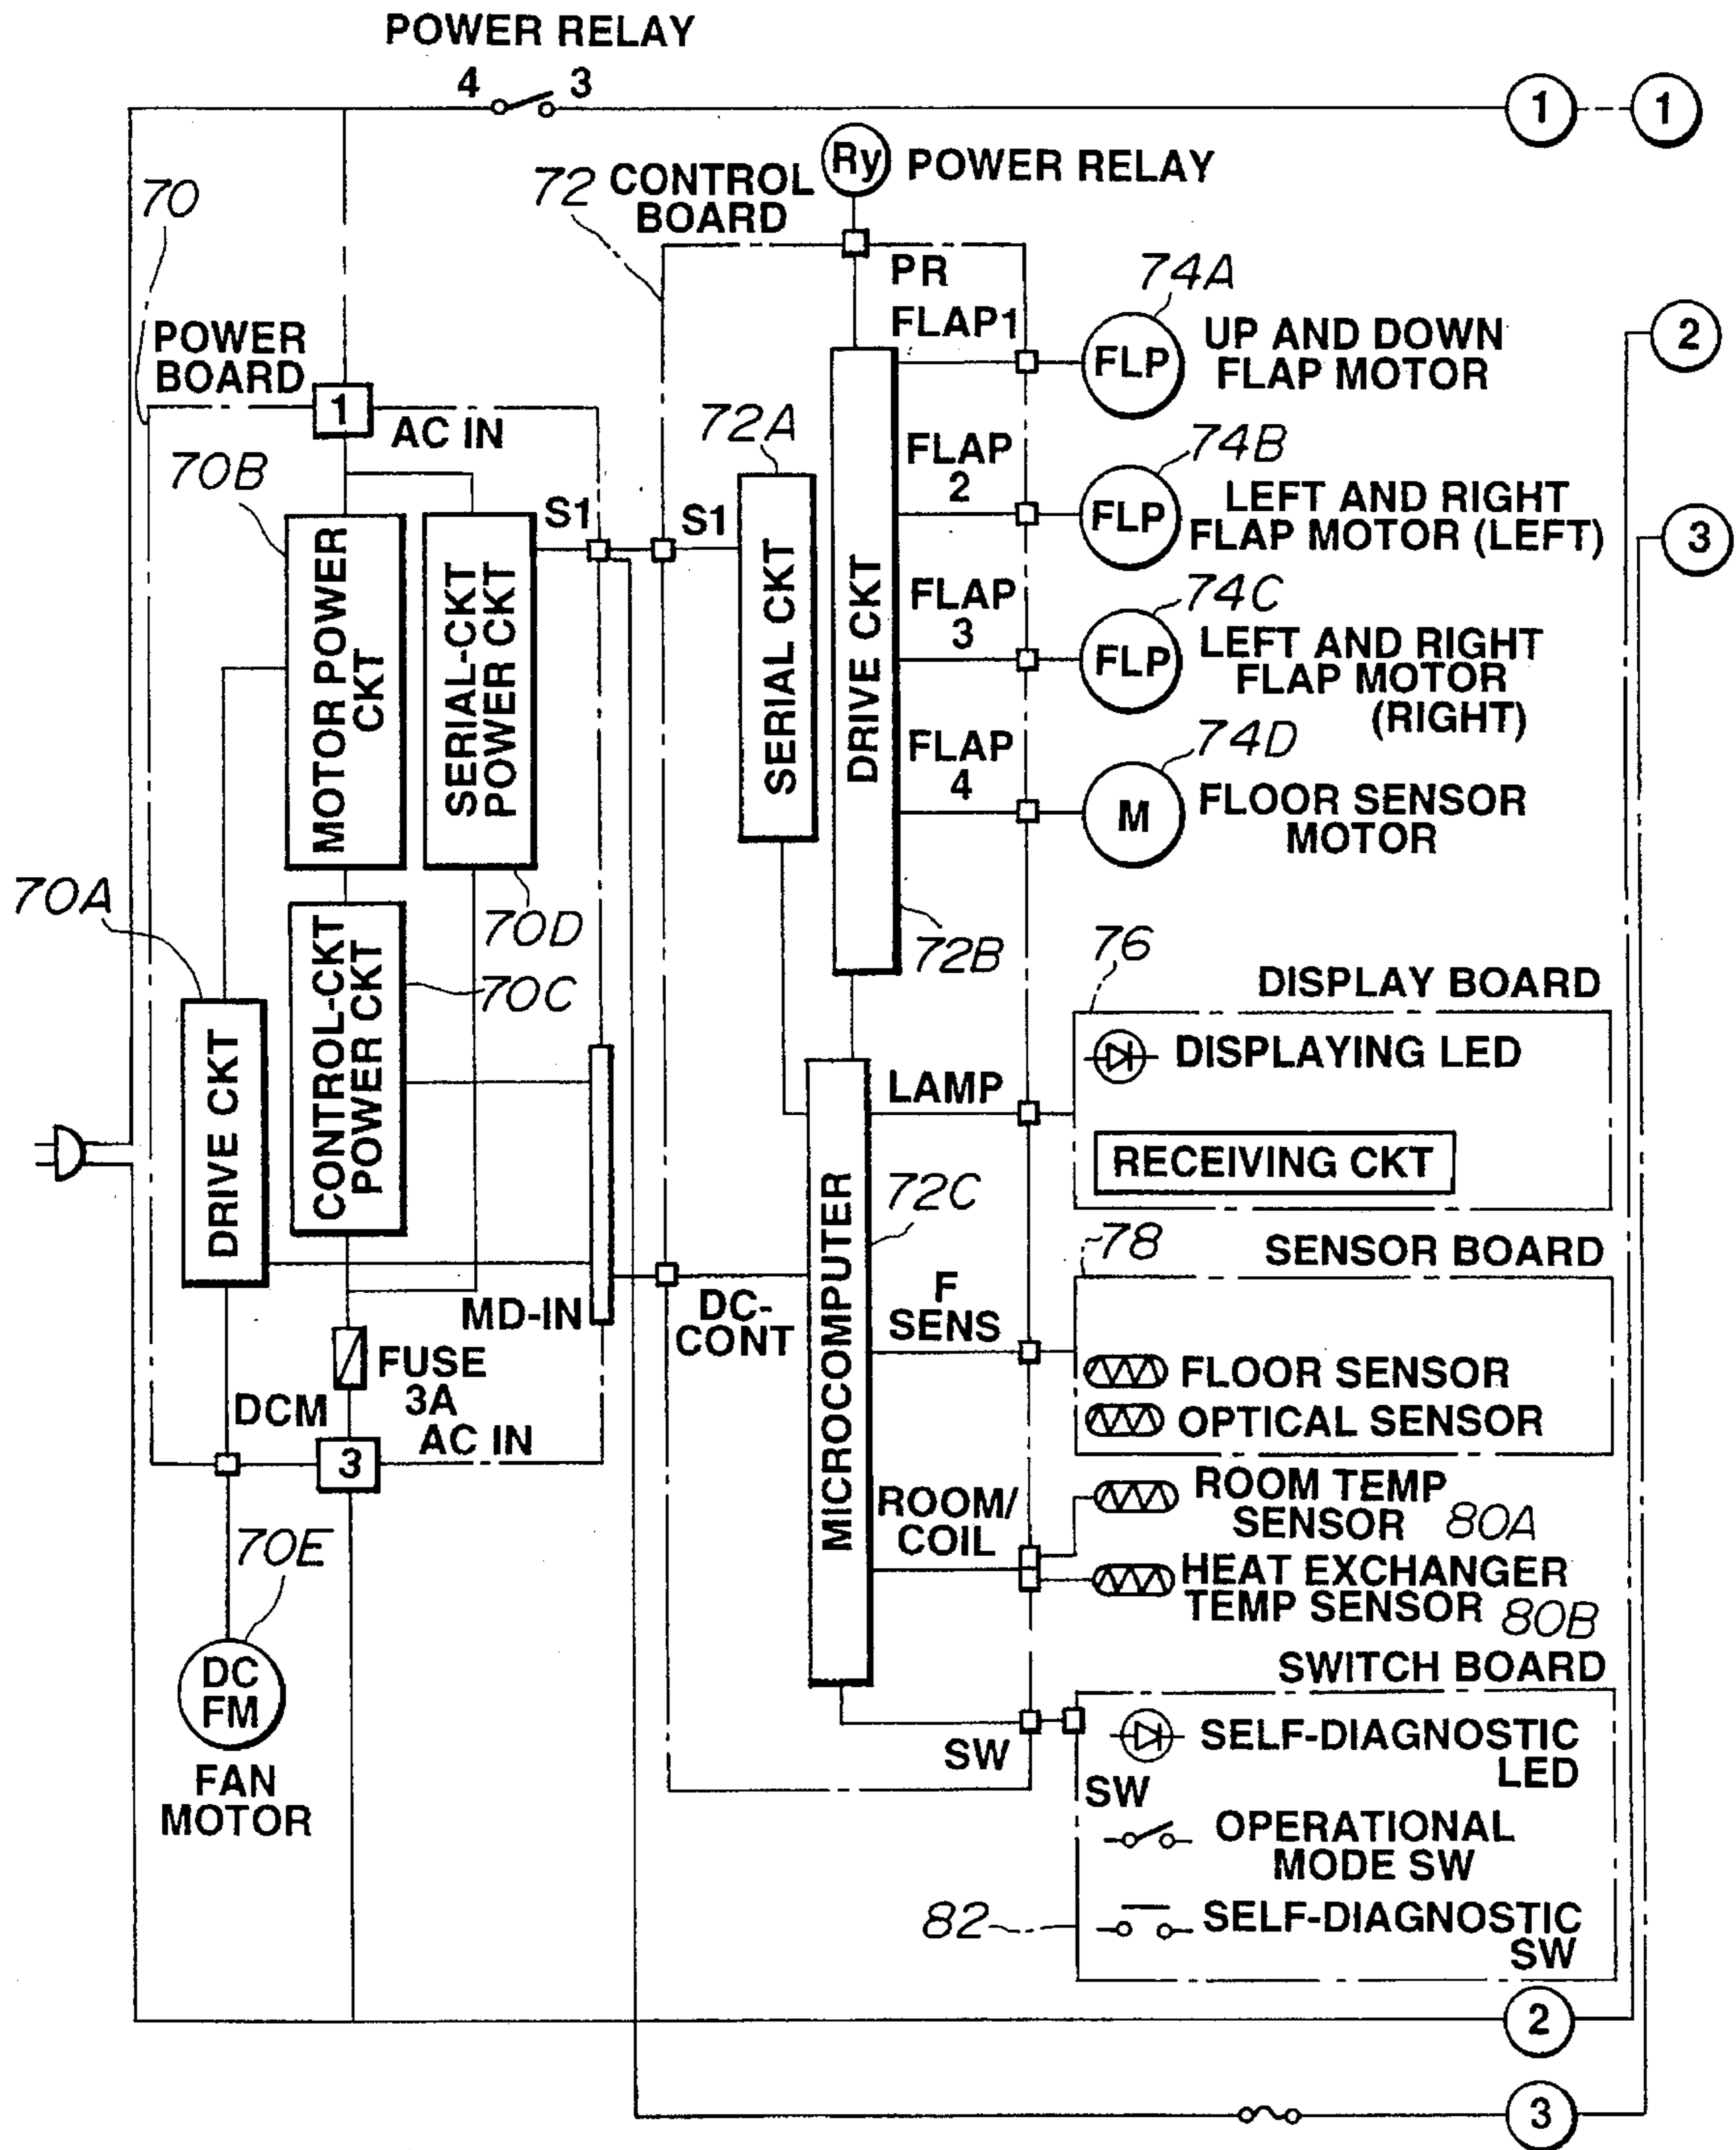 POWER RELAY
4 3
1 1
Ry POWER RELAY
70
72 CONTROL
BOARD
PR
74A
FLAP1
FLP
UP AND DOWN
FLAP MOTOR
2
POWER
BOARD
1
AC IN
72A
70B
FLAP
2
74B
FLP
LEFT AND RIGHT
FLAP MOTOR (LEFT)
3
S1
S1
MOTOR POWER
CKT
SERIAL-CKT
POWER CKT
SERIAL CKT
DRIVE CKT
FLAP
3
74C
FLP
LEFT AND RIGHT
FLAP MOTOR
(RIGHT)
FLAP
4
74D
M
FLOOR SENSOR
MOTOR
70A
70D
72B
76
DISPLAY BOARD
70C
CONTROL-CKT
POWER CKT
DRIVE CKT
DISPLAYING LED
LAMP
RECEIVING CKT
MICROCOMPUTER
72C
78
SENSOR BOARD
MD-IN
DC-
CONT
F
SENS
FLOOR SENSOR
OPTICAL SENSOR
FUSE
3A
DCM
AC IN
3
ROOM/
COIL
ROOM TEMP
SENSOR 80A
HEAT EXCHANGER
TEMP SENSOR 80B
70E
DC
FM
FAN
MOTOR
SWITCH BOARD
SW
SELF-DIAGNOSTIC
LED
SW
OPERATIONAL
MODE SW
82
SELF-DIAGNOSTIC
SW
2
3